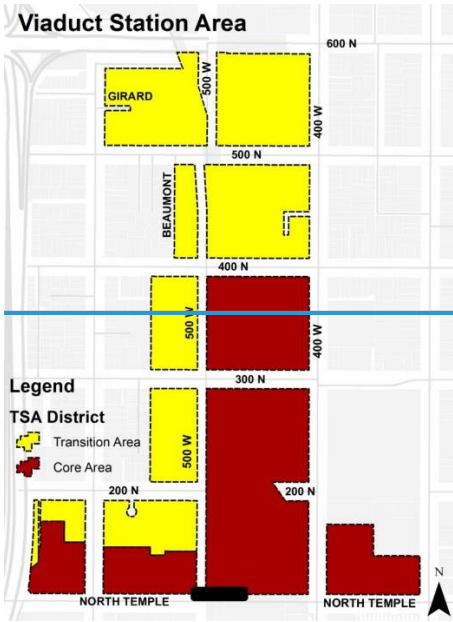 Viaduct Station Area
600 N
500 W
GIRARD
400 W
500 N
BEAUMONT
400 N
500 W
400 W
300 N
Legend
TSA District
Transition Area
Core Area
500 W
200 N
200 N
N
NORTH TEMPLE
NORTH TEMPLE